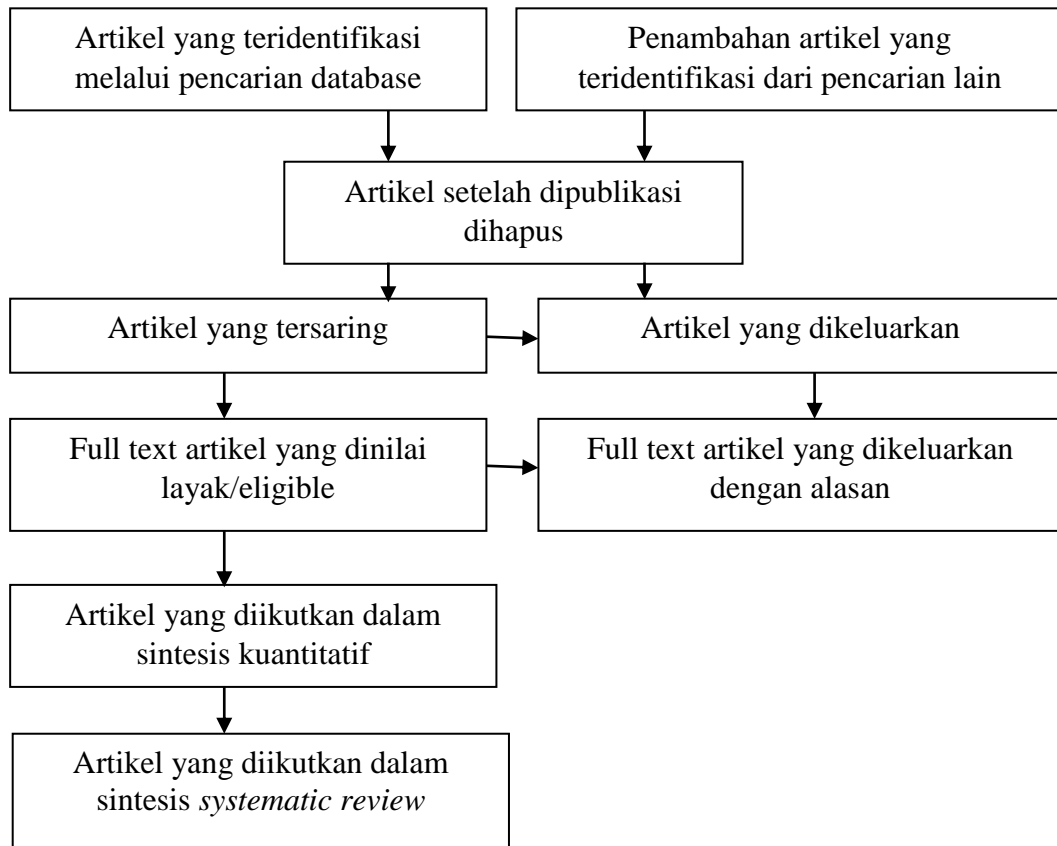 Artikel yang teridentifikasi
melalui pencarian database
Penambahan artikel yang
teridentifikasi dari pencarian lain
Artikel setelah dipublikasi
dihapus
Artikel yang tersaring
Artikel yang dikeluarkan
Full text artikel yang dinilai
layak/eligible
Full text artikel yang dikeluarkan
dengan alasan
Artikel yang diikutkan dalam
sintesis kuantitatif
Artikel yang diikutkan dalam
sintesis systematic review